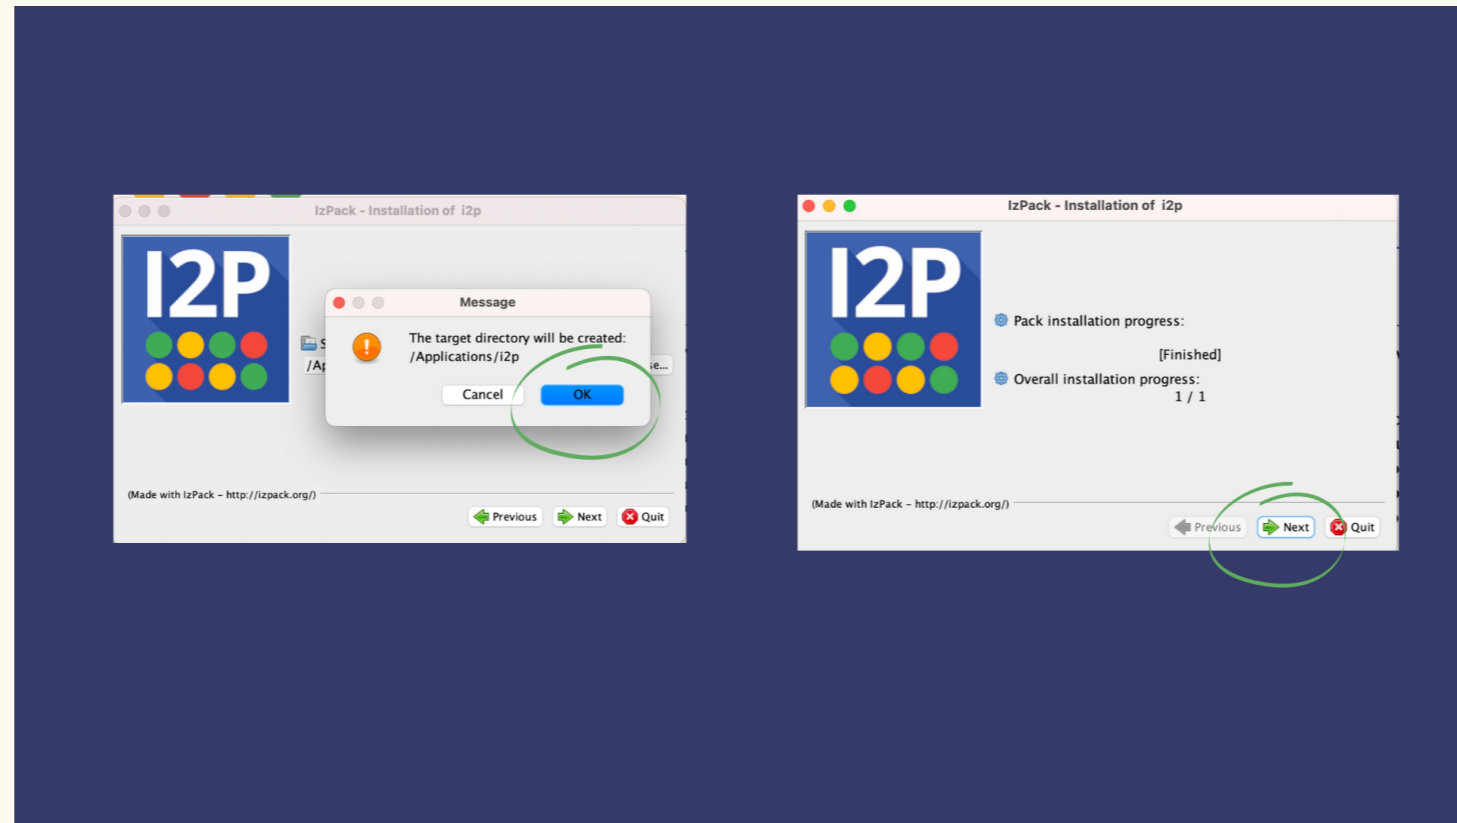 IzPack - Installation of i2p
I2P
Message
The target directory will be created:
/Applications/i2p
Cancel
OK
(Made with IzPack - http://izpack.org/)
Previous
Next
Quit
IzPack - Installation of i2p
I2P
Pack installation progress:
[Finished]
Overall installation progress:
1 / 1
(Made with IzPack - http://izpack.org/)
Previous
Next
Quit